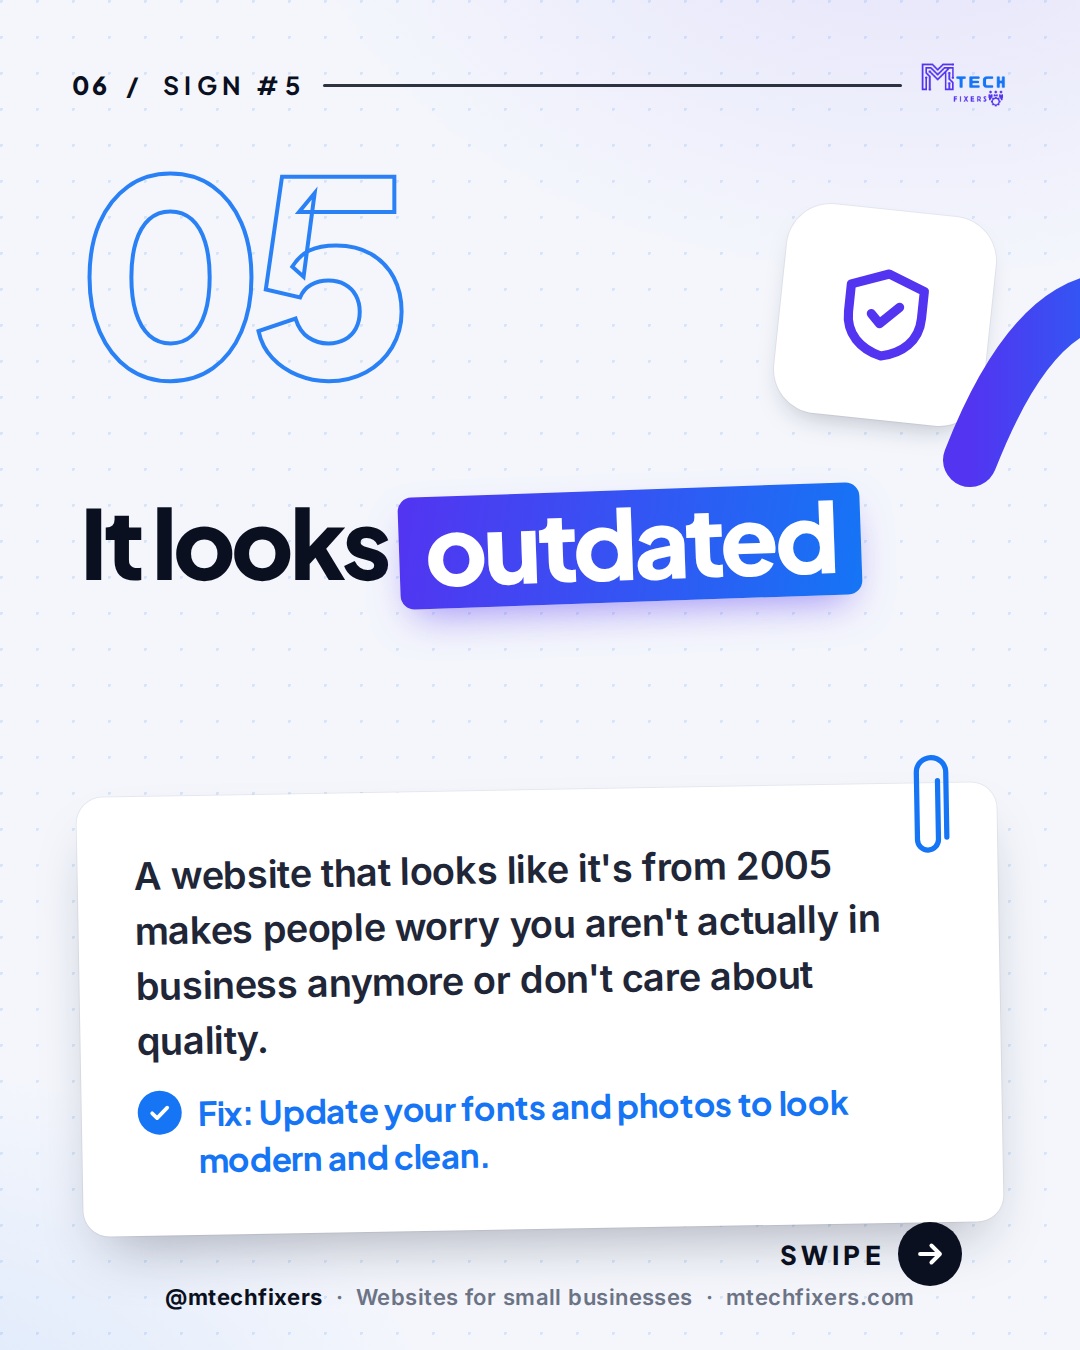 06 / SIGN #5
MTECH
FIXERS
05
It looks outdated
A website that looks like it's from 2005
makes people worry you aren't actually in
business anymore or don't care about
quality.
Fix: Update your fonts and photos to look
modern and clean.
SWIPE
@mtechfixers · Websites for small businesses · mtechfixers.com